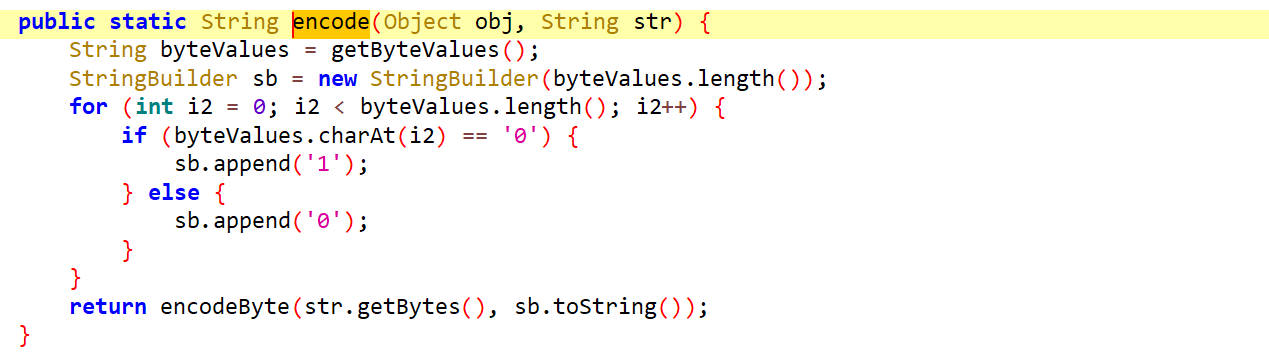 public static String encode(Object obj, String str) {
    String byteValues = getByteValues();
    StringBuilder sb = new StringBuilder(byteValues.length());
    for (int i2 = 0; i2 < byteValues.length(); i2++) {
        if (byteValues.charAt(i2) == '0') {
            sb.append('1');
        } else {
            sb.append('0');
        }
    }
    return encodeByte(str.getBytes(), sb.toString());
}